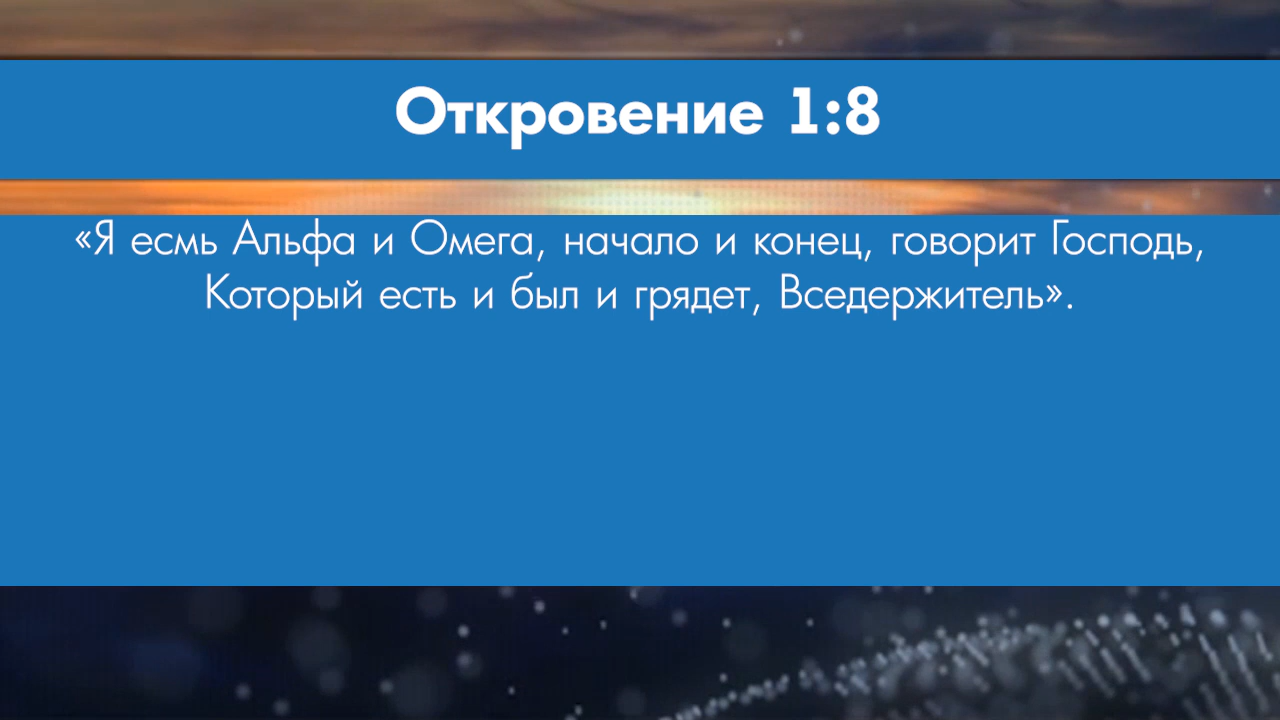 Откровение 1:8
«Я есмь Альфа и Омега, начало и конец, говорит Господь,
Который есть и был и грядет, Вседержитель».